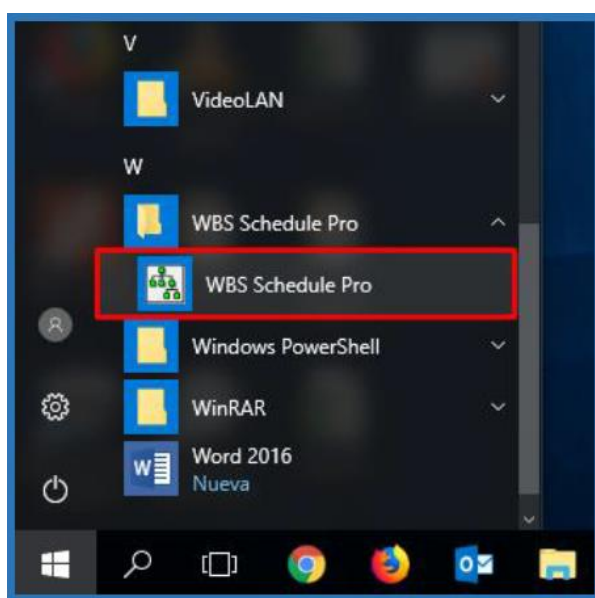 V
VideoLAN
W
WBS Schedule Pro
WBS Schedule Pro
Windows PowerShell
WinRAR
Word 2016
Nueva